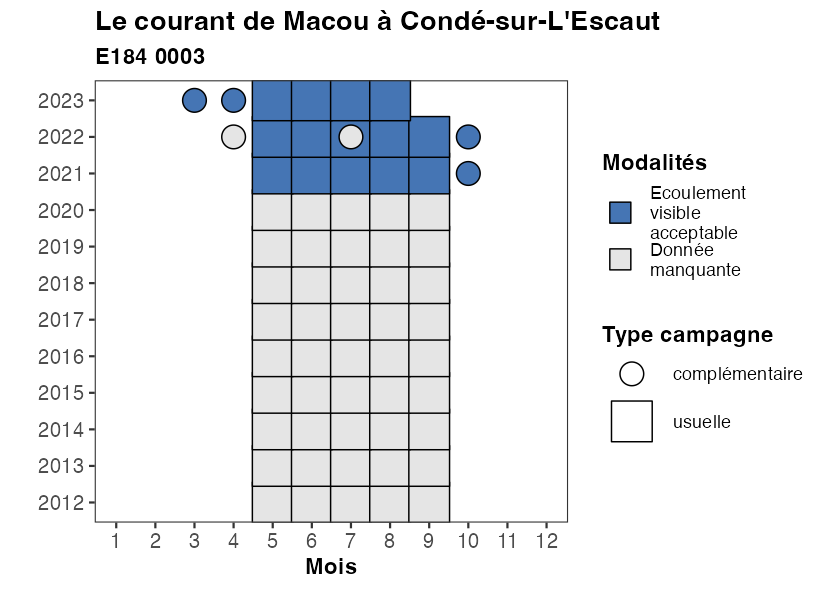 Le courant de Macou à Condé-sur-L'Escaut
E184 0003
2023
2022
2021
2020
2019
2018
2017
2016
2015
2014
2013
2012
1 2 3 4 5 6 7 8 9 10 11 12
Mois
Modalités
Ecoulement
visible
acceptable
Donnée
manquante
Type campagne
complémentaire
usuelle